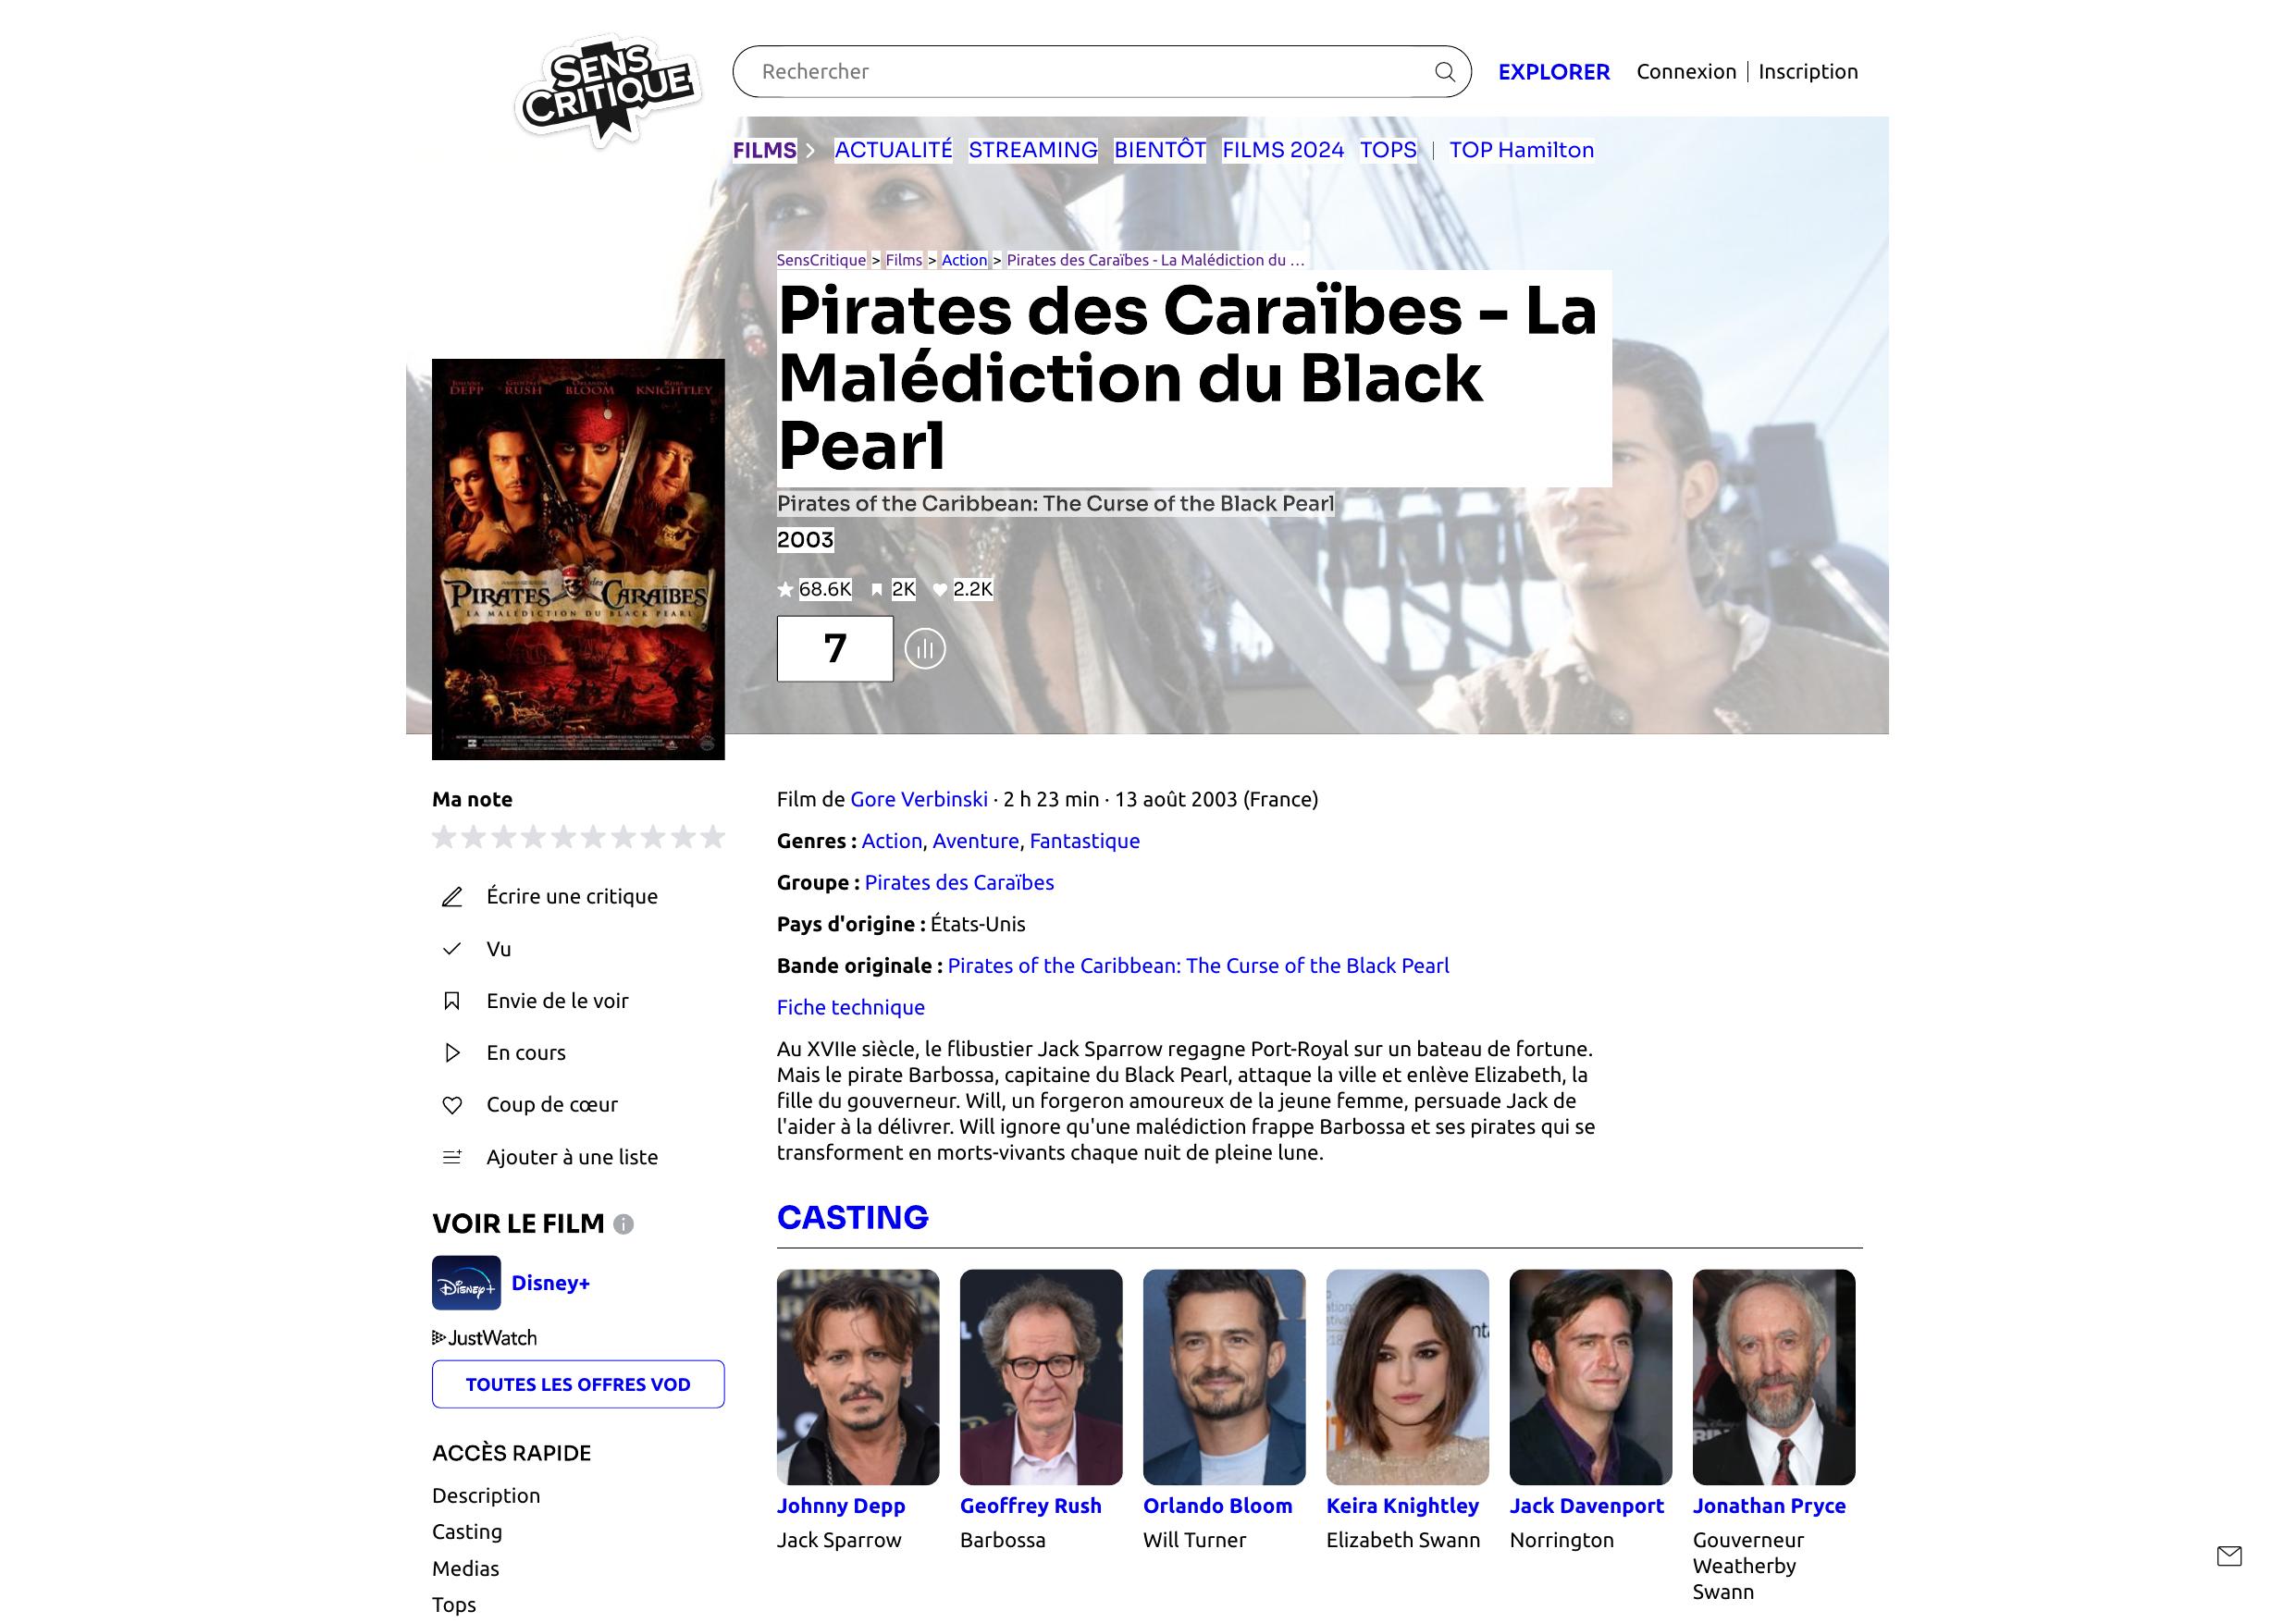 SENS CRITIQUE
Rechercher
EXPLORER
Connexion | Inscription
FILMS
ACTUALITÉ
STREAMING
BIENTÔT
FILMS 2024
TOPS | TOP Hamilton
SensCritique > Films > Action > Pirates des Caraïbes - La Malédiction du …
Pirates des Caraïbes - La
Malédiction du Black
Pearl
Pirates of the Caribbean: The Curse of the Black Pearl
2003
68.6K 2K 2.2K
7
JOHNNY DEPP GEOFFREY RUSH ORLANDO BLOOM KEIRA KNIGHTLEY
PIRATES des CARAÏBES
LA MALÉDICTION DU BLACK PEARL
Ma note
Écrire une critique
Vu
Envie de le voir
En cours
Coup de cœur
Ajouter à une liste
VOIR LE FILM
Disney+
Disney+
JustWatch
TOUTES LES OFFRES VOD
ACCÈS RAPIDE
Description
Casting
Medias
Tops
Film de Gore Verbinski · 2 h 23 min · 13 août 2003 (France)
Genres : Action, Aventure, Fantastique
Groupe : Pirates des Caraïbes
Pays d'origine : États-Unis
Bande originale : Pirates of the Caribbean: The Curse of the Black Pearl
Fiche technique
Au XVIIe siècle, le flibustier Jack Sparrow regagne Port-Royal sur un bateau de fortune.
Mais le pirate Barbossa, capitaine du Black Pearl, attaque la ville et enlève Elizabeth, la
fille du gouverneur. Will, un forgeron amoureux de la jeune femme, persuade Jack de
l'aider à la délivrer. Will ignore qu'une malédiction frappe Barbossa et ses pirates qui se
transforment en morts-vivants chaque nuit de pleine lune.
CASTING
Johnny Depp
Jack Sparrow
Geoffrey Rush
Barbossa
Orlando Bloom
Will Turner
Keira Knightley
Elizabeth Swann
Jack Davenport
Norrington
Jonathan Pryce
Gouverneur
Weatherby
Swann